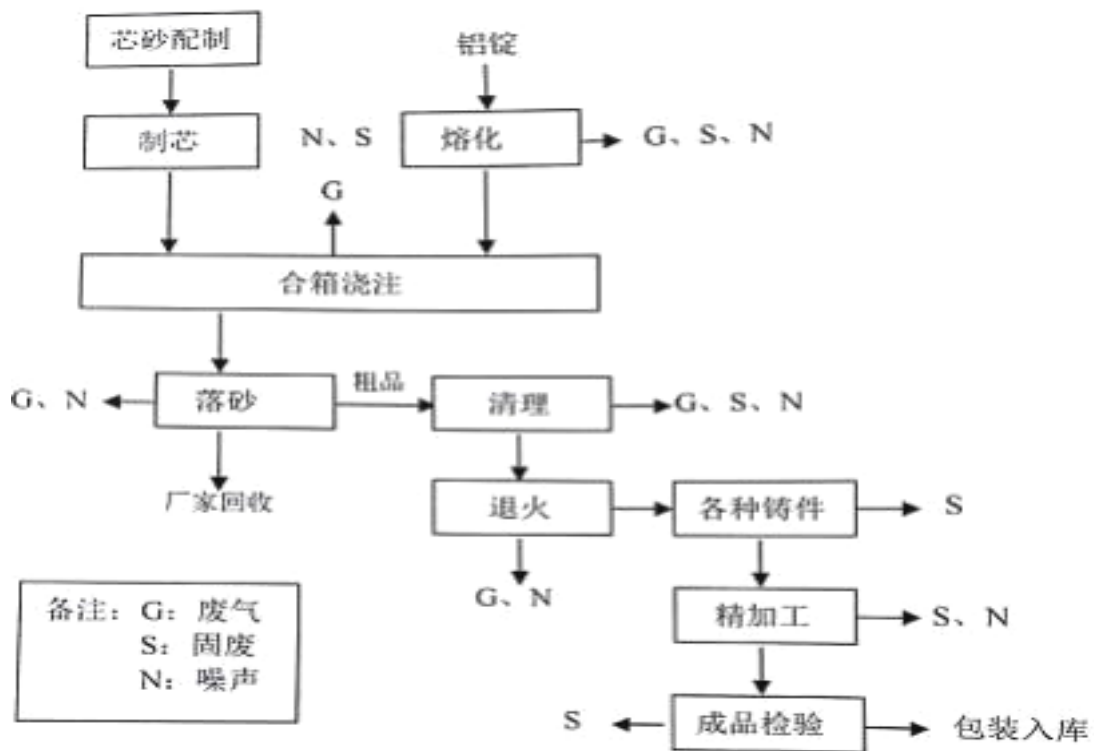 芯砂配制
铝锭
制芯
N、S
熔化
G、S、N
G
合箱浇注
G、N
落砂
粗品
清理
G、S、N
厂家回收
退火
各种铸件
S
G、N
备注：G：废气
S：固废
N：噪声
精加工
S、N
S
成品检验
包装入库